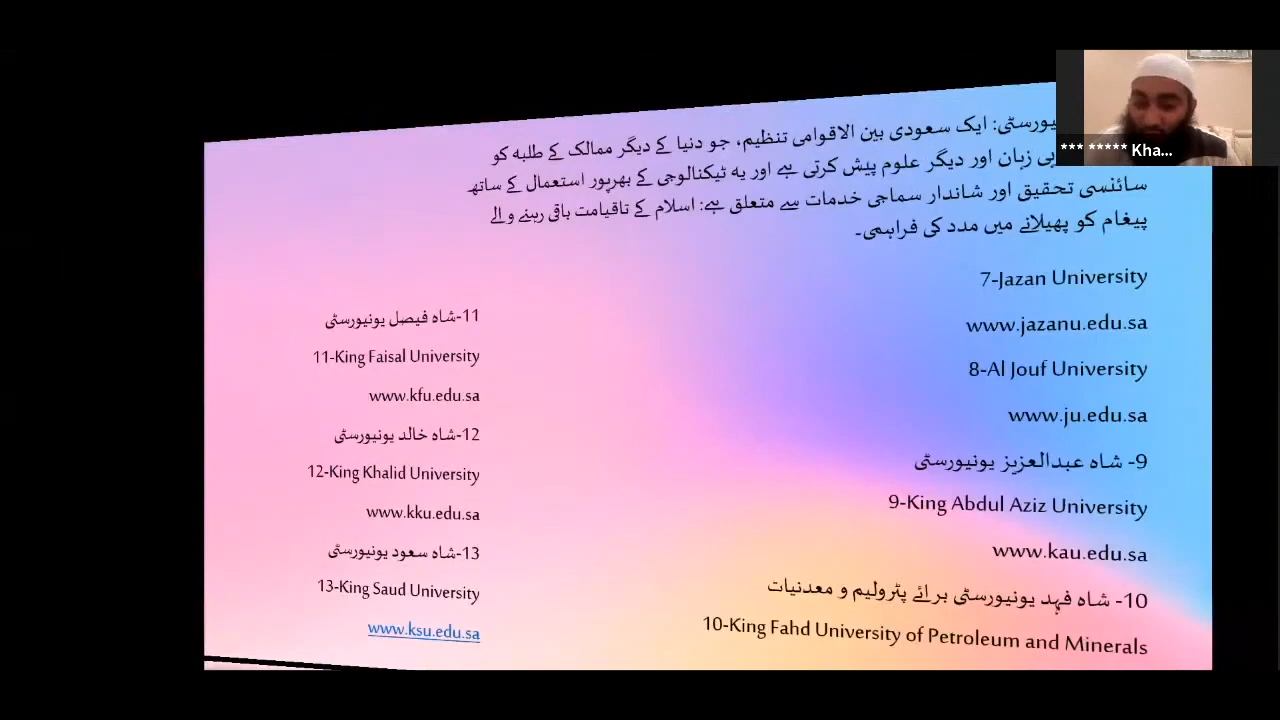 یورسٹی: ایک سعودی بین الاقوامی تنظیم، جو دنیا کے دیگر ممالک کے طلبہ کو
زبان اور دیگر علوم پیش کرتی ہے اور یہ ٹیکنالوجی کے بھرپور استعمال کے ساتھ
سائنسی تحقیق اور شاندار سماجی خدمات سے متعلق ہے: اسلام کے تاقیامت باقی رہنے والے
پیغام کو پھیلانے میں مدد کی فراہمی۔
7-Jazan University
www.jazanu.edu.sa
8-Al Jouf University
www.ju.edu.sa
9- شاہ عبدالعزیز یونیورسٹی
9-King Abdul Aziz University
www.kau.edu.sa
10- شاہ فہد یونیورسٹی برائے پٹرولیم و معدنیات
10-King Fahd University of Petroleum and Minerals
11-شاہ فیصل یونیورسٹی
11-King Faisal University
www.kfu.edu.sa
12-شاہ خالد یونیورسٹی
12-King Khalid University
www.kku.edu.sa
13-شاہ سعود یونیورسٹی
13-King Saud University
www.ksu.edu.sa
*** ***** Kha...